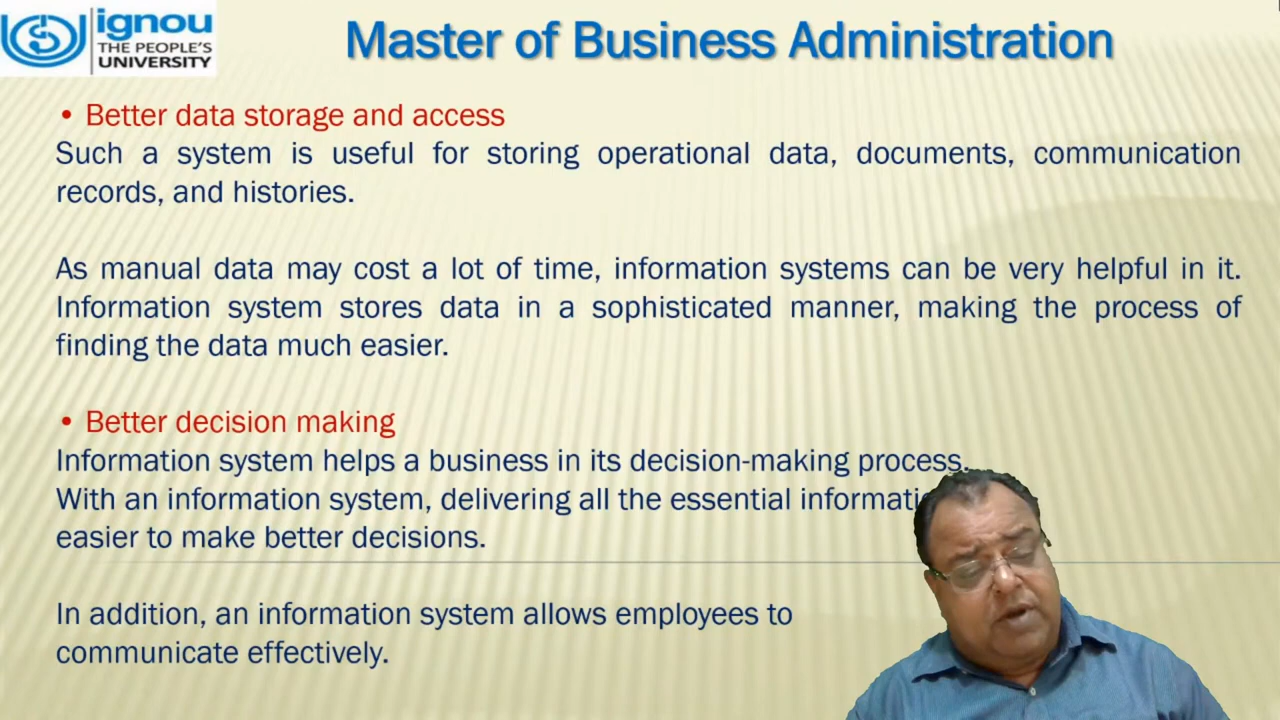 ignou
THE PEOPLE'S
UNIVERSITY
Master of Business Administration
• Better data storage and access
Such a system is useful for storing operational data, documents, communication
records, and histories.
As manual data may cost a lot of time, information systems can be very helpful in it.
Information system stores data in a sophisticated manner, making the process of
finding the data much easier.
• Better decision making
Information system helps a business in its decision-making process.
With an information system, delivering all the essential
easier to make better decisions.
In addition, an information system allows employees to
communicate effectively.